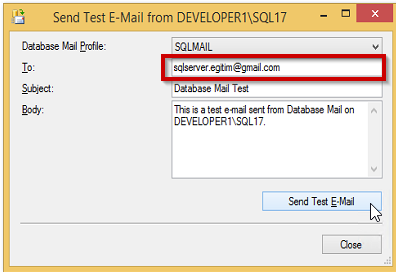 Send Test E-Mail from DEVELOPER1\SQL17
Database Mail Profile: SQLMAIL
To: sqlserver.egitim@gmail.com
Subject: Database Mail Test
Body: This is a test e-mail sent from Database Mail on
DEVELOPER1\SQL17.
Send Test E-Mail
Close